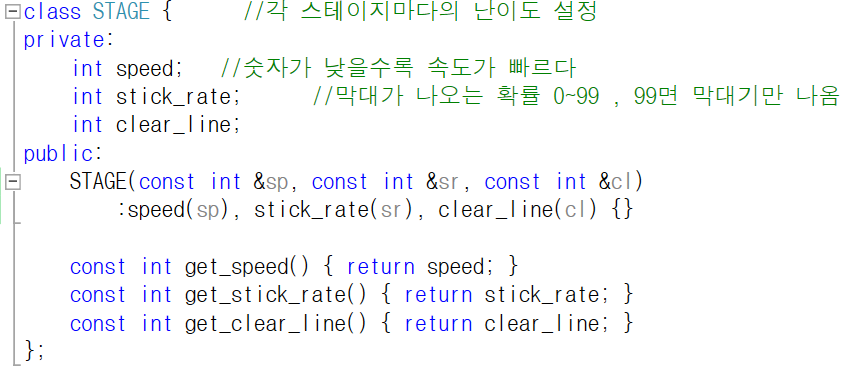 class STAGE {      //각 스테이지마다의 난이도 설정
private:
    int speed;   //숫자가 낮을수록 속도가 빠르다
    int stick_rate;      //막대가 나오는 확률 0~99 , 99면 막대기만 나옴
    int clear_line;
public:
    STAGE(const int &sp, const int &sr, const int &cl)
        :speed(sp), stick_rate(sr), clear_line(cl) {}
    const int get_speed() { return speed; }
    const int get_stick_rate() { return stick_rate; }
    const int get_clear_line() { return clear_line; }
};